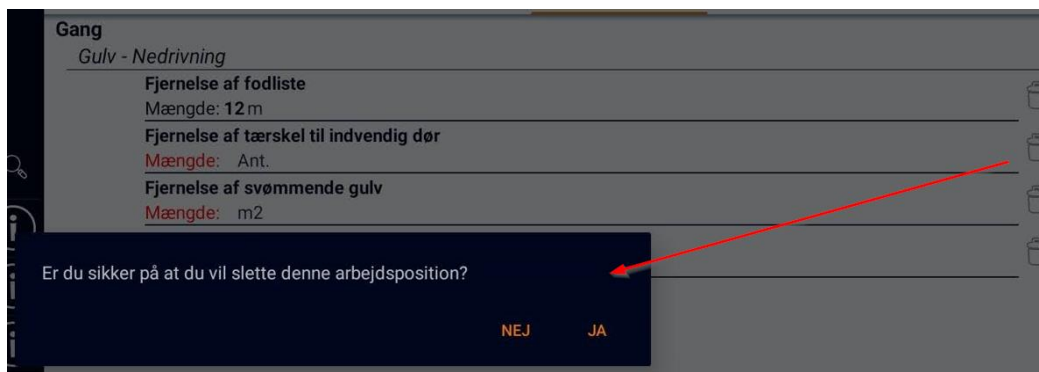 Gang
Gulv - Nedrivning
Fjernelse af fodliste
Mængde: 12 m
Fjernelse af tærskel til indvendig dør
Mængde: Ant.
Fjernelse af svømmende gulv
Mængde: m2
Er du sikker på at du vil slette denne arbejdsposition?
NEJ JA